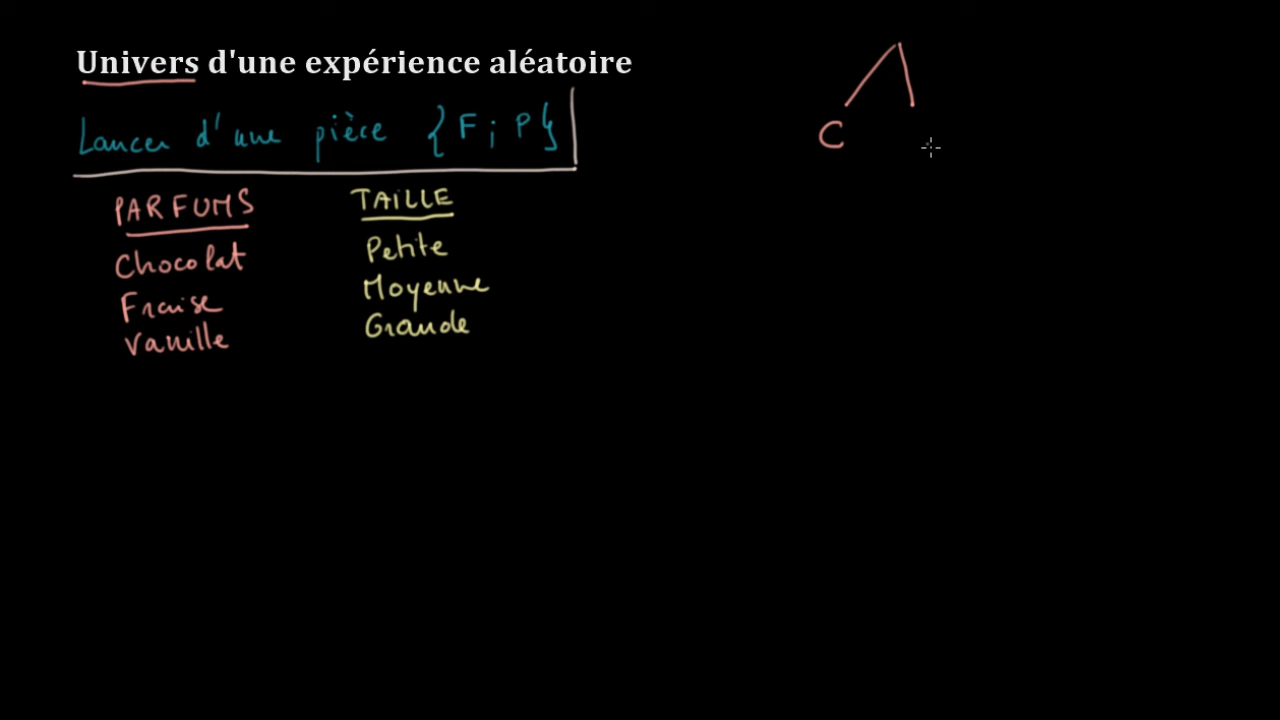 Univers d'une expérience aléatoire
Lancer d'une pièce {F ; P}
PARFUMS
Chocolat
Fraise
Vanille
TAILLE
Petite
Moyenne
Grande
C